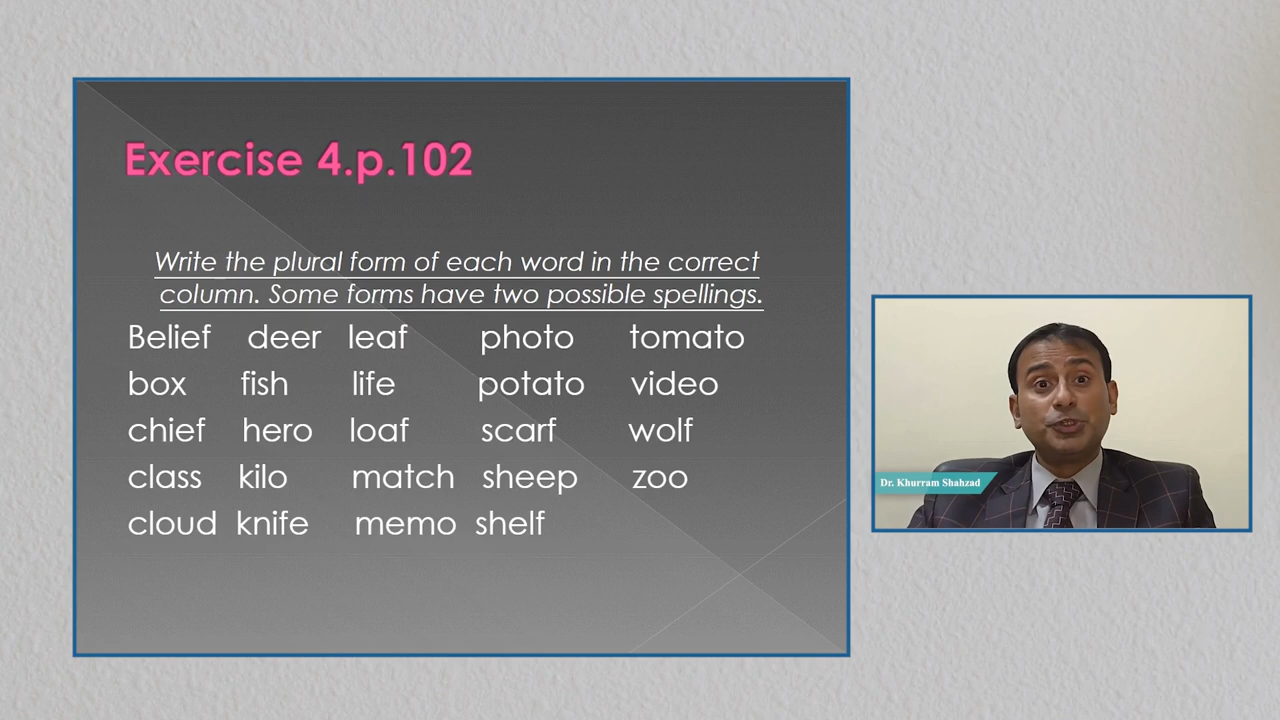 Exercise 4.p.102
Write the plural form of each word in the correct
column. Some forms have two possible spellings.
Belief deer leaf photo tomato
box fish life potato video
chief hero loaf scarf wolf
class kilo match sheep zoo
cloud knife memo shelf
Dr. Khurram Shahzad